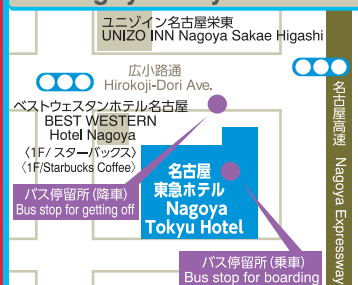 ユニゾイン名古屋栄東
UNIZO INN Nagoya Sakae Higashi
広小路通
Hirokoji-Dori Ave.
ベストウェスタンホテル名古屋
BEST WESTERN
Hotel Nagoya
〈1F/スターバックス〉
〈1F/Starbucks Coffee〉
バス停留所（降車）
Bus stop for getting off
名古屋
東急ホテル
Nagoya
Tokyu Hotel
バス停留所（乗車）
Bus stop for boarding
名古屋高速 Nagoya Expressway